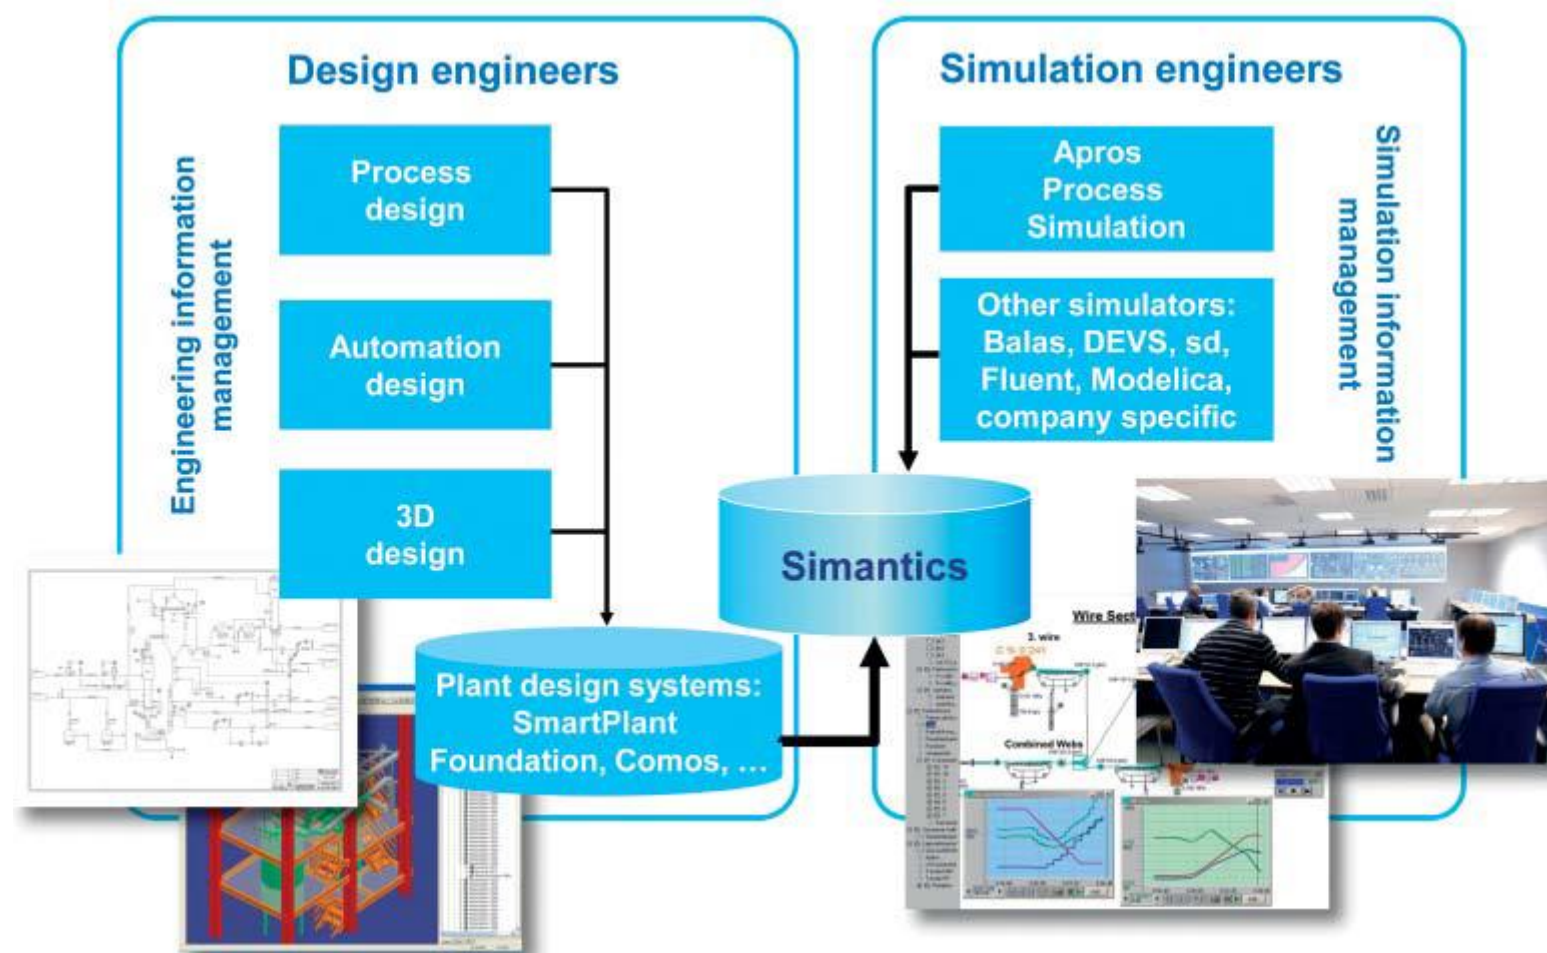 Design engineers
Engineering information
management
Process
design
Automation
design
3D
design
Plant design systems:
SmartPlant
Foundation, Comos, …
Simulation engineers
Simulation information
management
Apros
Process
Simulation
Other simulators:
Balas, DEVS, sd,
Fluent, Modelica,
company specific
Simantics
Wire Sect
3. wire
Combined Webs